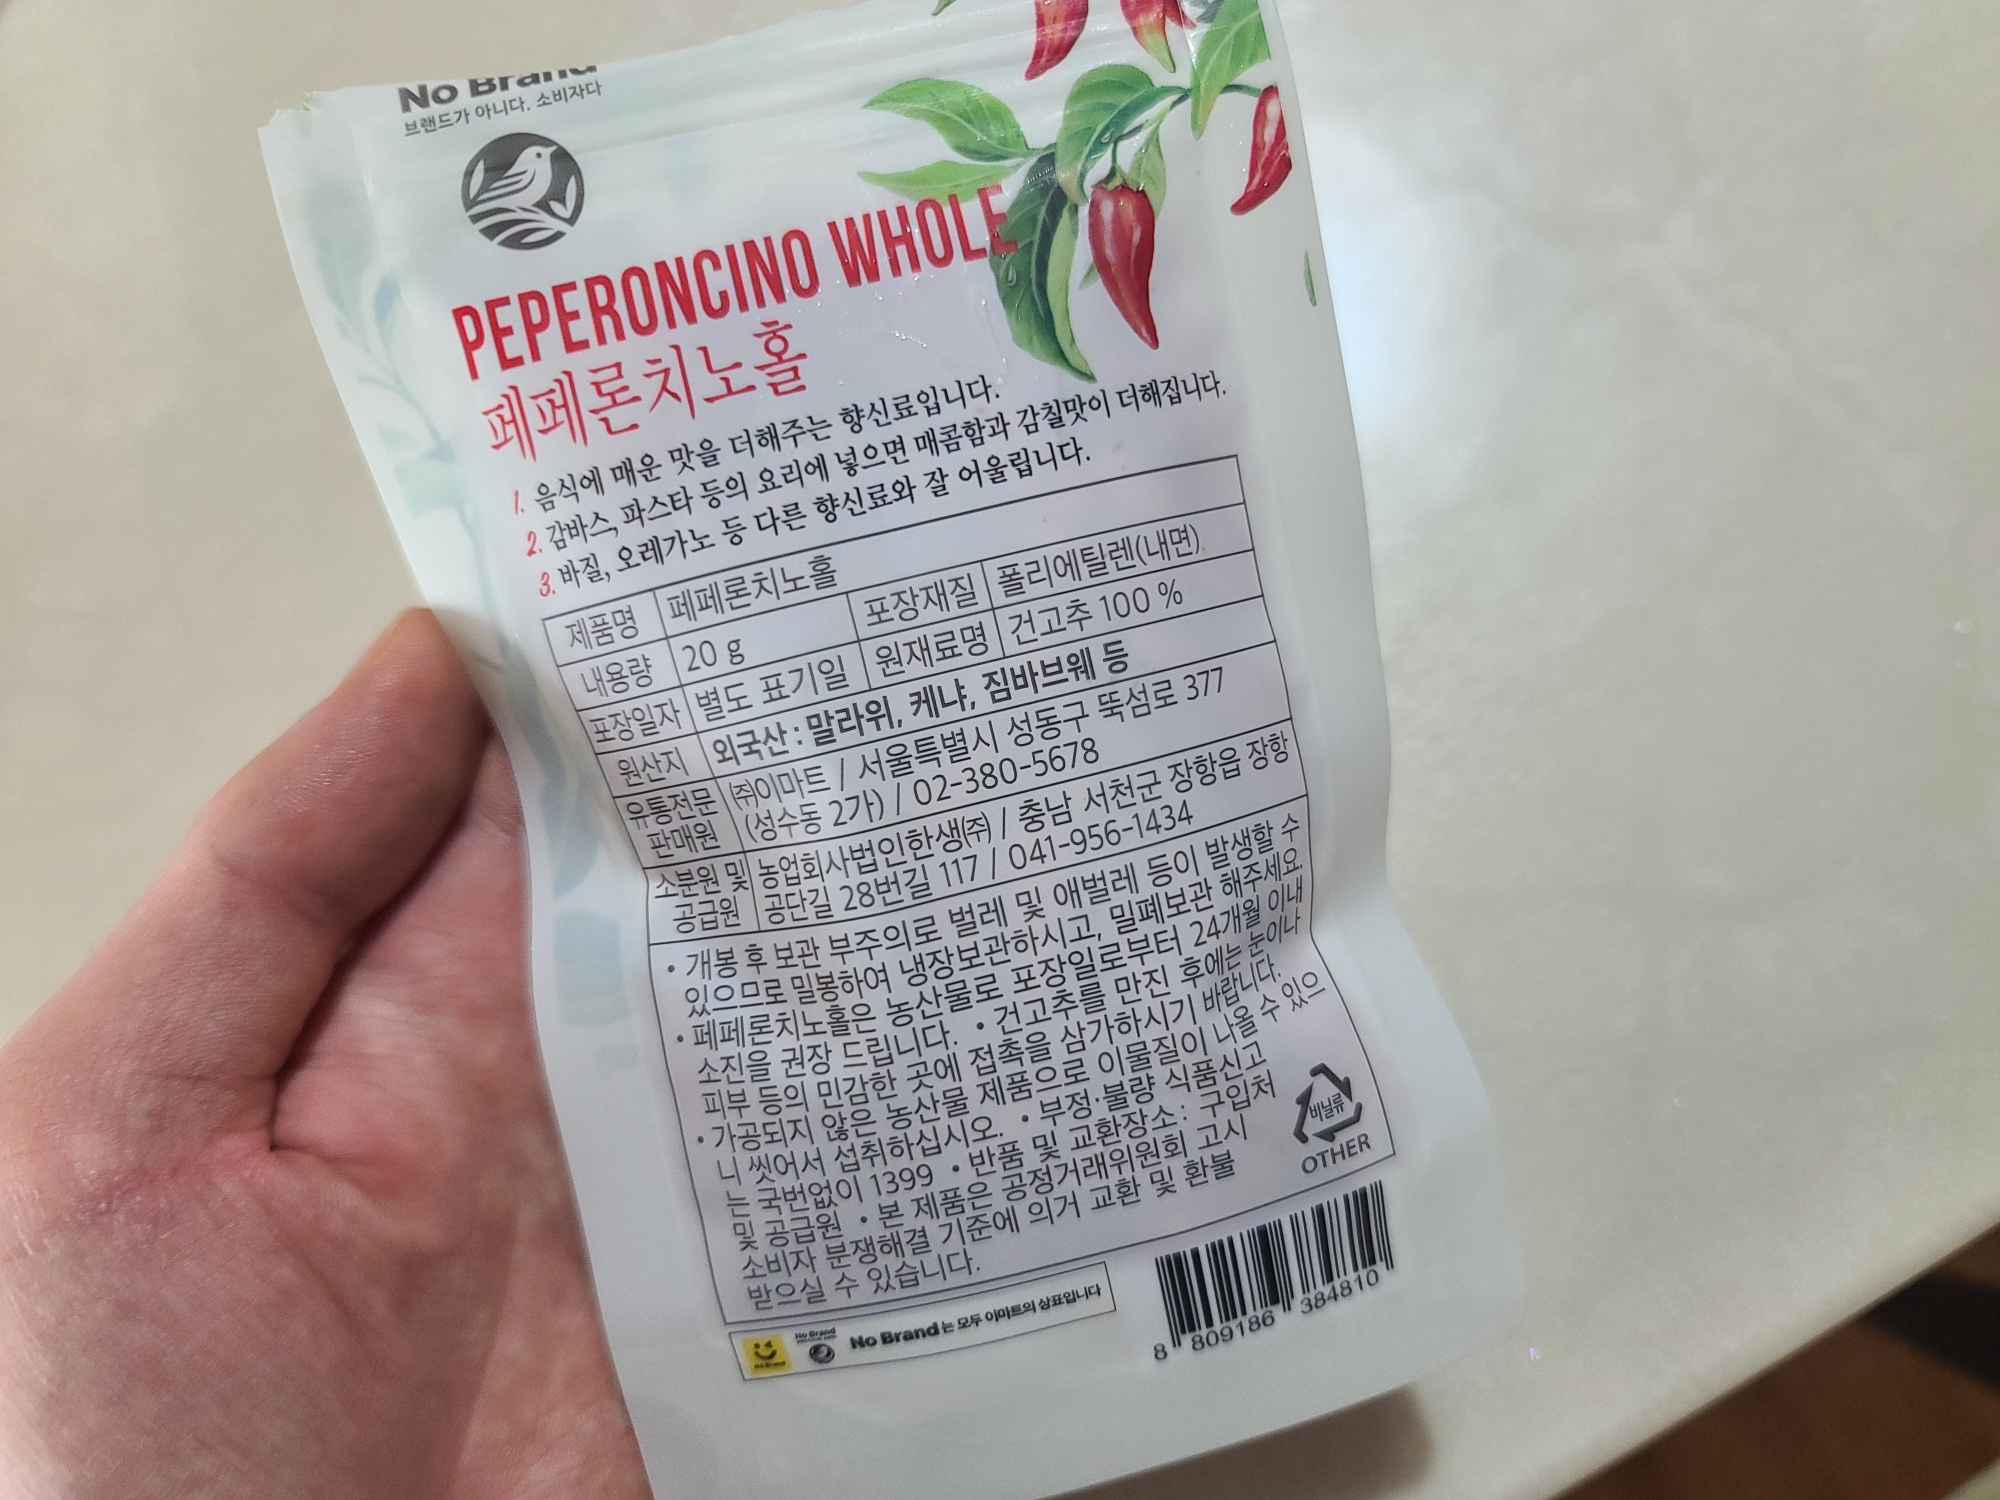 No Brand
브랜드가 아니다. 소비자다
PEPERONCINO WHOLE
페페론치노홀
1. 음식에 매운 맛을 더해주는 향신료입니다.
2. 감바스, 파스타 등의 요리에 넣으면 매콤함과 감칠맛이 더해집니다.
3. 바질, 오레가노 등 다른 향신료와 잘 어울립니다.
제품명 페페론치노홀
내용량 20 g 포장재질 폴리에틸렌(내면)
포장일자 별도 표기일 원재료명 건고추 100 %
원산지 외국산 : 말라위, 케냐, 짐바브웨 등
유통전문 판매원 ㈜이마트 / 서울특별시 성동구 뚝섬로 377
(성수동 2가) / 02-380-5678
소분원 및 공급원 농업회사법인한생㈜ / 충남 서천군 장항읍 장항
공단길 28번길 117 / 041-956-1434
• 개봉 후 보관 부주의로 벌레 및 애벌레 등이 발생할 수
있으므로 밀봉하여 냉장보관하시고, 밀폐보관 해주세요.
• 페페론치노홀은 농산물로 포장일로부터 24개월 이내
소진을 권장 드립니다. • 건고추를 만진 후에는 눈이나
피부 등의 민감한 곳에 접촉을 삼가하시기 바랍니다.
• 가공되지 않은 농산물 제품으로 이물질이 나올 수 있으
니 씻어서 섭취하십시오. • 부정·불량 식품신고
는 국번없이 1399 • 반품 및 교환장소 : 구입처
및 공급원 • 본 제품은 공정거래위원회 고시
소비자 분쟁해결 기준에 의거 교환 및 환불
받으실 수 있습니다.
비닐류
OTHER
No Brand
No Brand
No Brand는 모두 이마트의 상표입니다
8 809186 384810